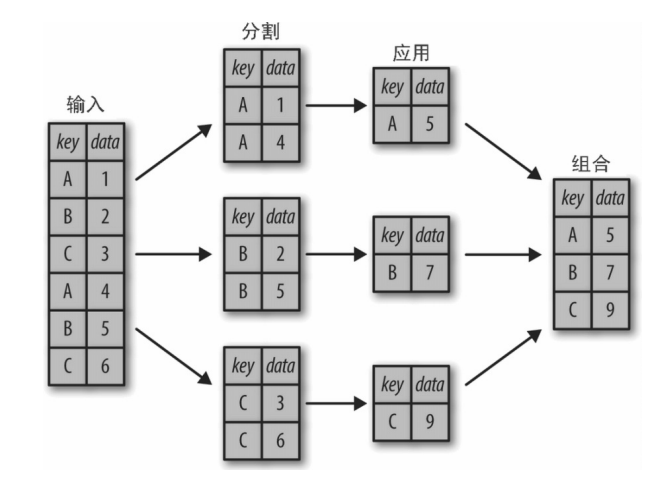 输入
key data
A 1
B 2
C 3
A 4
B 5
C 6
分割
key data
A 1
A 4
key data
B 2
B 5
key data
C 3
C 6
应用
key data
A 5
key data
B 7
key data
C 9
组合
key data
A 5
B 7
C 9